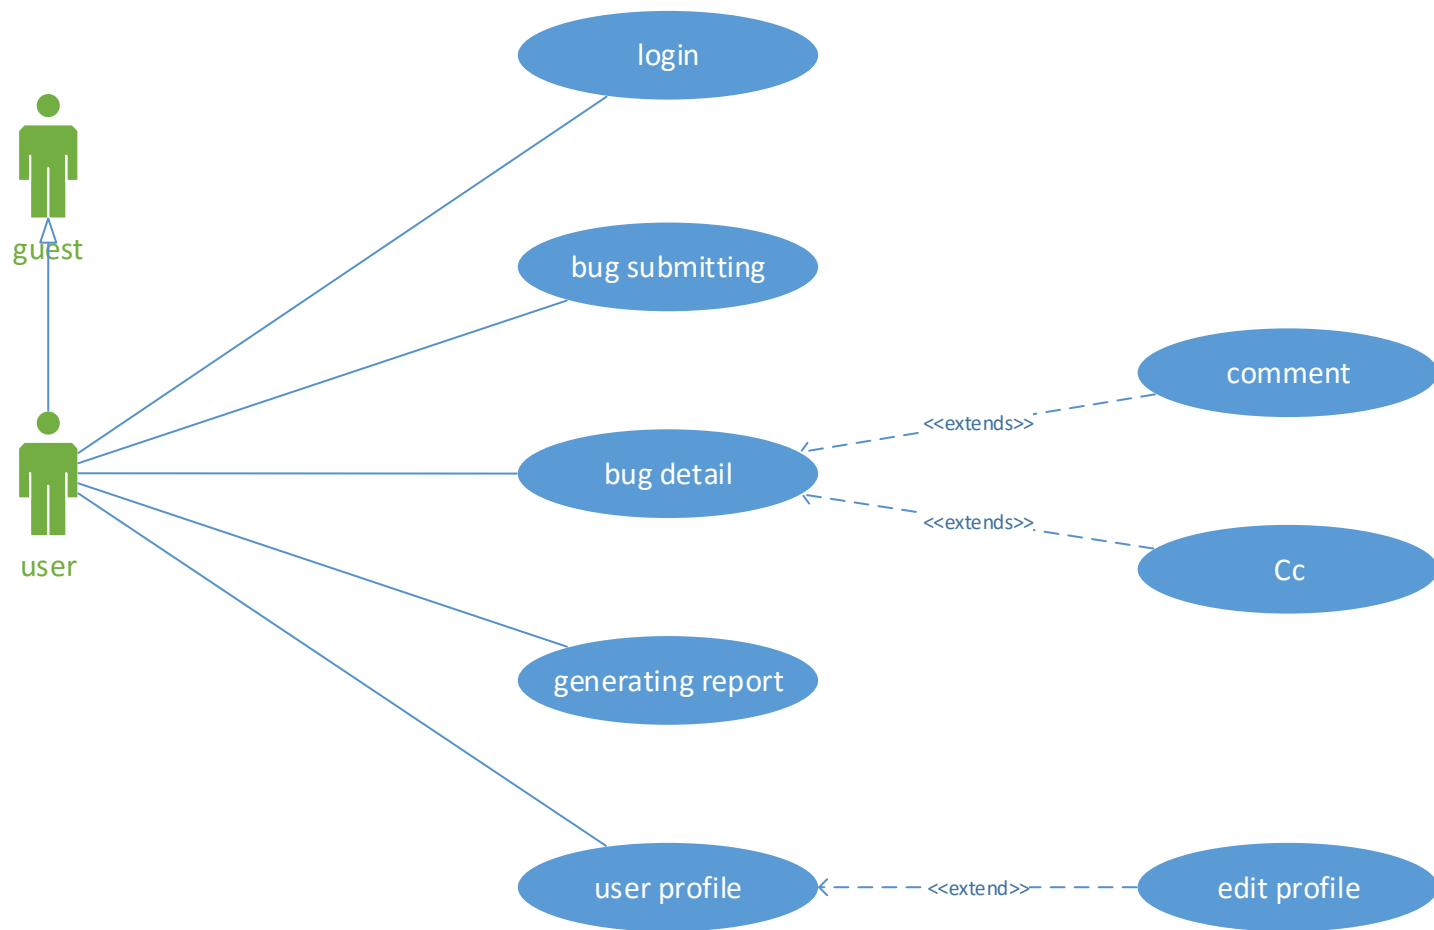 login
guest
bug submitting
comment
<<extends>>
bug detail
<<extends>>
user
Cc
generating report
user profile
<<extend>>
edit profile